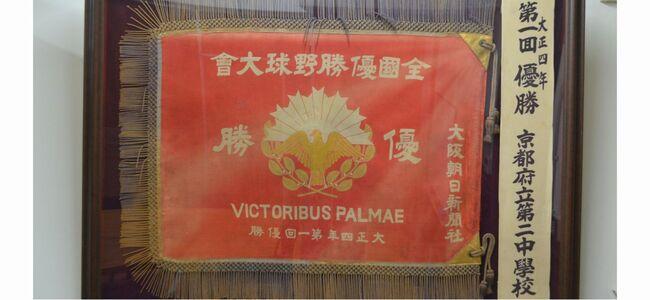 全國優勝野球大會
優勝
VICTORIBUS PALMAE
大正四年第一回優勝
大阪朝日新聞社
大正四年
第一回優勝 京都府立第二中學校